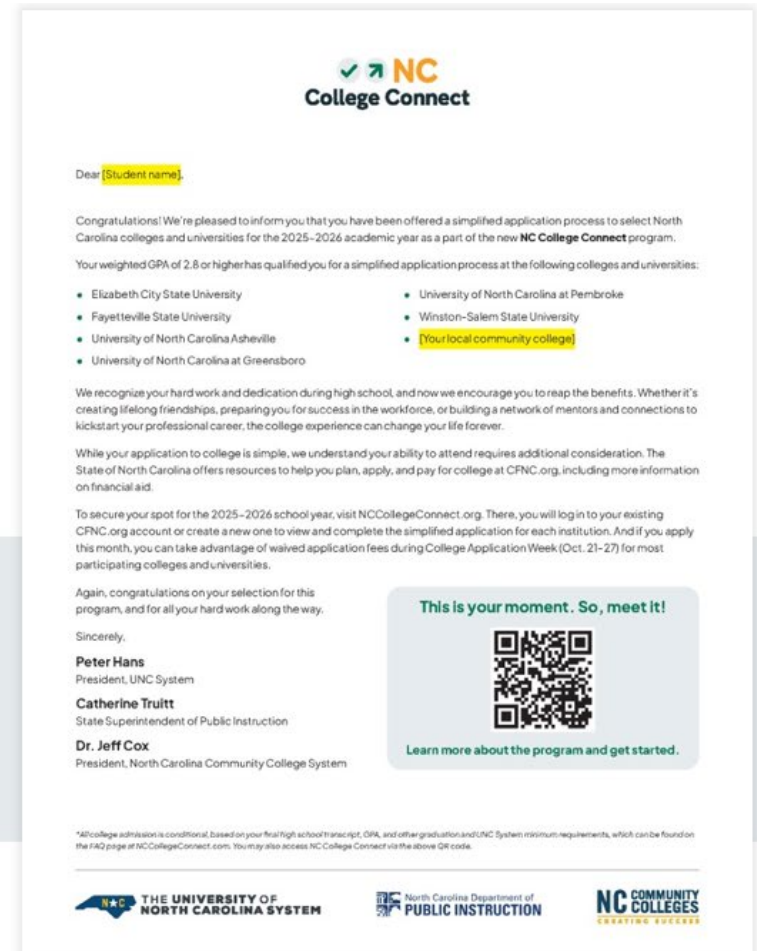 NC
College Connect
Dear [Student name],
Congratulations! We're pleased to inform you that you have been offered a simplified application process to select North
Carolina colleges and universities for the 2025–2026 academic year as a part of the new NC College Connect program.
Your weighted GPA of 2.8 or higher has qualified you for a simplified application process at the following colleges and universities:
• Elizabeth City State University
• Fayetteville State University
• University of North Carolina Asheville
• University of North Carolina at Greensboro
• University of North Carolina at Pembroke
• Winston-Salem State University
• [Your local community college]
We recognize your hard work and dedication during high school, and now we encourage you to reap the benefits. Whether it's
creating lifelong friendships, preparing you for success in the workforce, or building a network of mentors and connections to
kickstart your professional career, the college experience can change your life forever.
While your application to college is simple, we understand your ability to attend requires additional consideration. The
State of North Carolina offers resources to help you plan, apply, and pay for college at CFNC.org, including more information
on financial aid.
To secure your spot for the 2025–2026 school year, visit NCCollegeConnect.org. There, you will log in to your existing
CFNC.org account or create a new one to view and complete the simplified application for each institution. And if you apply
this month, you can take advantage of waived application fees during College Application Week (Oct. 21–27) for most
participating colleges and universities.
Again, congratulations on your selection for this
program, and for all your hard work along the way.
Sincerely,
Peter Hans
President, UNC System
Catherine Truitt
State Superintendent of Public Instruction
Dr. Jeff Cox
President, North Carolina Community College System
This is your moment. So, meet it!
Learn more about the program and get started.
*All college admission is conditional, based on your final high school transcript, GPA, and other graduation and UNC System minimum requirements, which can be found on
the FAQ page at NCCollegeConnect.com. You may also access NC College Connect via the above QR code.
N★C
THE UNIVERSITY OF
NORTH CAROLINA SYSTEM
North Carolina Department of
PUBLIC INSTRUCTION
NC COMMUNITY
COLLEGES
CREATING SUCCESS